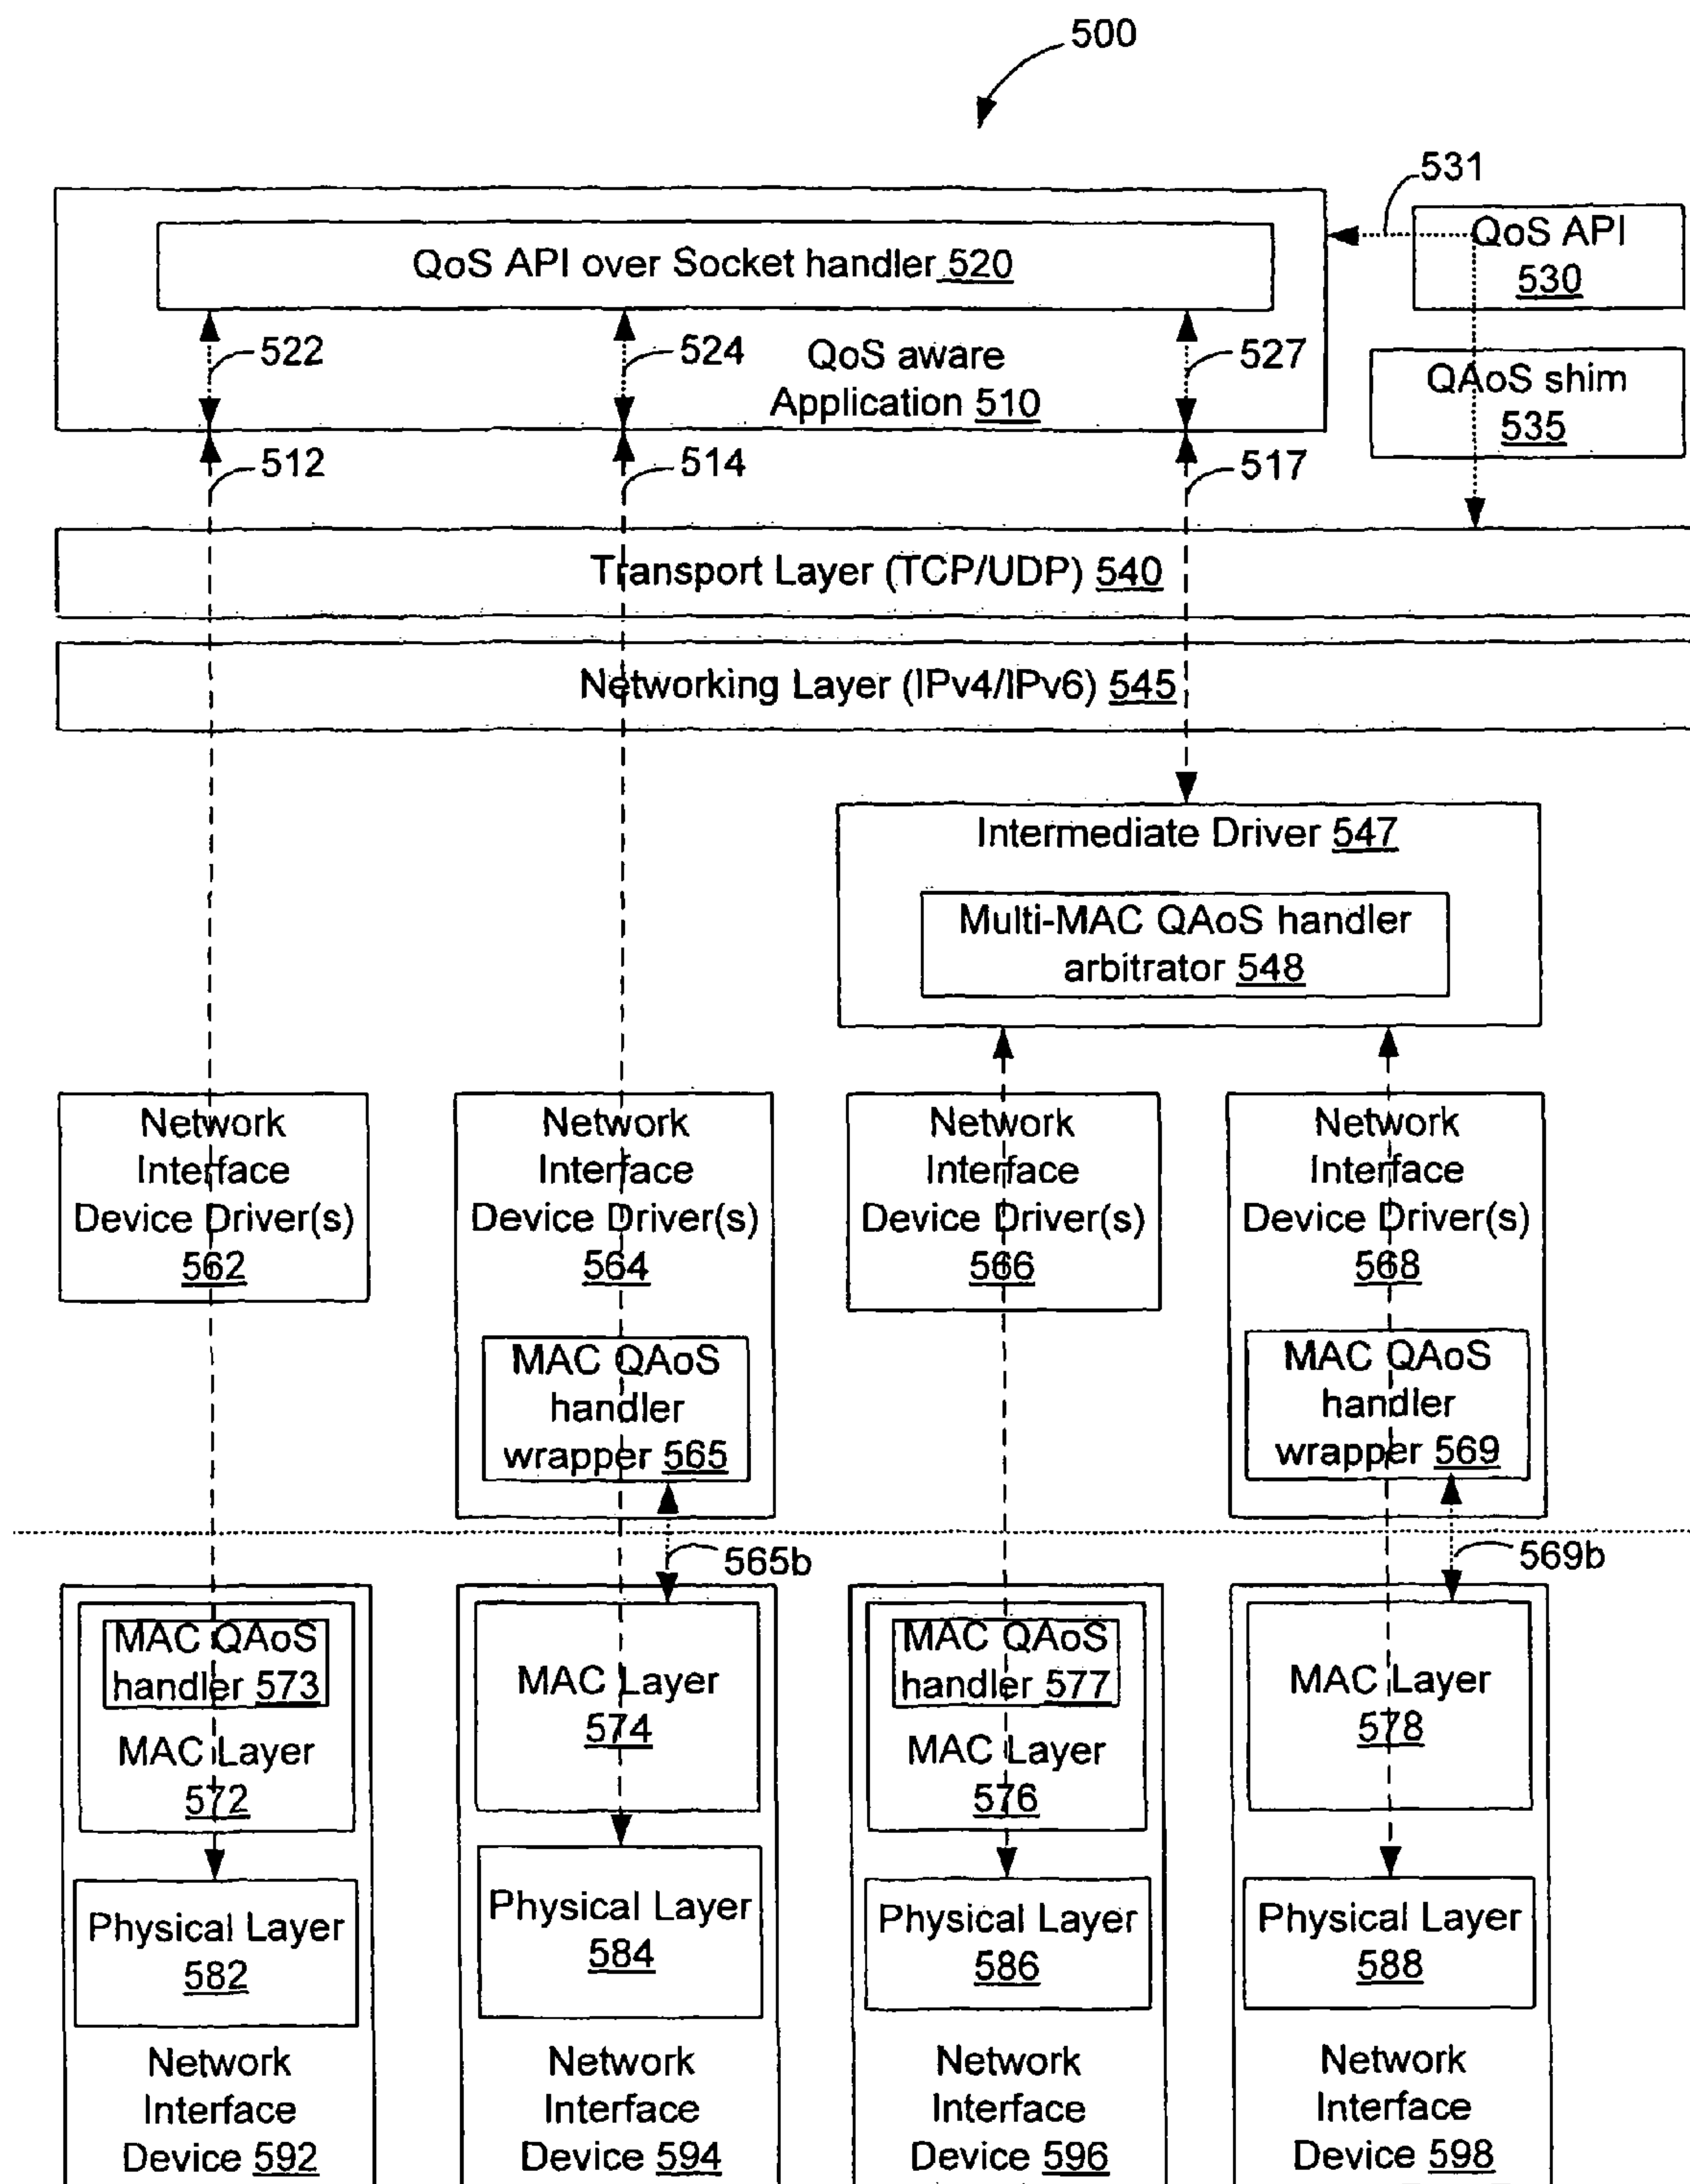 500
531
QoS API
530
QoS API over Socket handler 520
522
524
527
QoS aware
Application 510
QAoS shim
535
512
514
517
Transport Layer (TCP/UDP) 540
Networking Layer (IPv4/IPv6) 545
Intermediate Driver 547
Multi-MAC QAoS handler
arbitrator 548
Network
Interface
Device Driver(s)
562
Network
Interface
Device Driver(s)
564
MAC QAoS
handler
wrapper 565
Network
Interface
Device Driver(s)
566
Network
Interface
Device Driver(s)
568
MAC QAoS
handler
wrapper 569
565b
569b
MAC QAoS
handler 573
MAC Layer
572
Physical Layer
582
Network
Interface
Device 592
MAC Layer
574
Physical Layer
584
Network
Interface
Device 594
MAC QAoS
handler 577
MAC Layer
576
Physical Layer
586
Network
Interface
Device 596
MAC Layer
578
Physical Layer
588
Network
Interface
Device 598